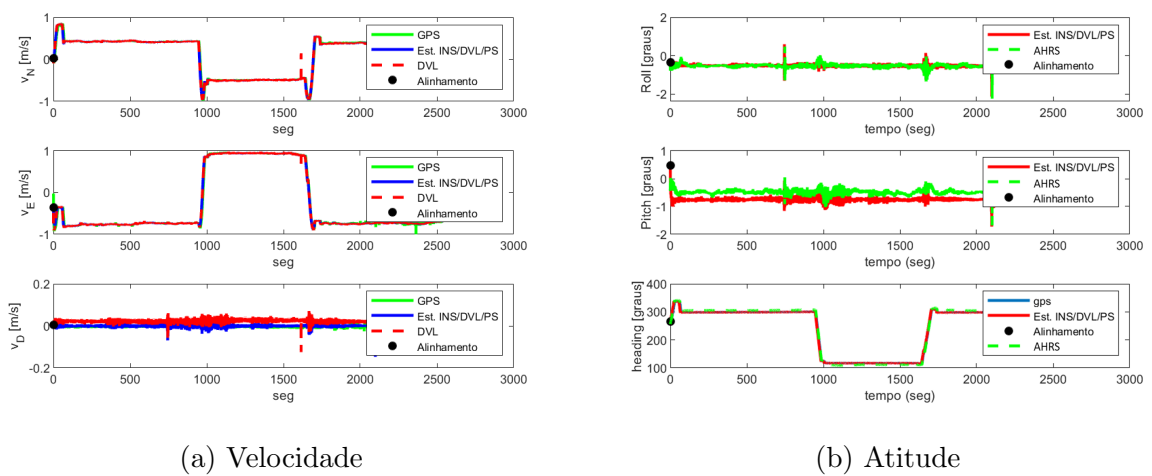 1
0
-1
v_N [m/s]
0 500 1000 1500 2000 2500 3000
seg
GPS
Est. INS/DVL/PS
DVL
Alinhamento
1
0
-1
v_E [m/s]
0 500 1000 1500 2000 2500 3000
seg
GPS
Est. INS/DVL/PS
DVL
Alinhamento
0.2
0
-0.2
v_D [m/s]
0 500 1000 1500 2000 2500 3000
seg
GPS
Est. INS/DVL/PS
DVL
Alinhamento
(a) Velocidade
2
0
-2
Roll [graus]
0 500 1000 1500 2000 2500 3000
tempo (seg)
Est. INS/DVL/PS
AHRS
Alinhamento
1
0
-1
-2
Pitch [graus]
0 500 1000 1500 2000 2500 3000
tempo (seg)
Est. INS/DVL/PS
AHRS
Alinhamento
400
300
200
100
heading [graus]
0 500 1000 1500 2000 2500 3000
tempo (seg)
gps
Est. INS/DVL/PS
Alinhamento
AHRS
(b) Atitude